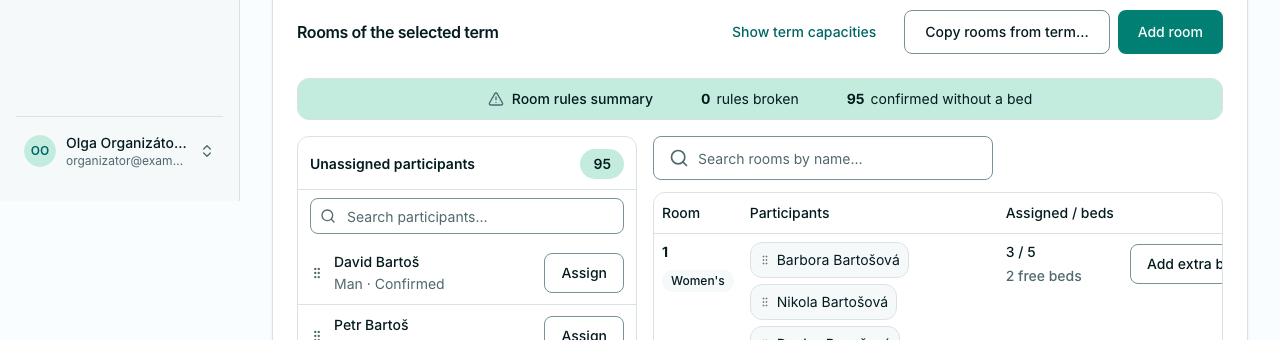 Rooms of the selected term
Show term capacities
Copy rooms from term...
Add room
Room rules summary
0 rules broken
95 confirmed without a bed
OO
Olga Organizáto...
organizator@exam...
Unassigned participants
95
Search participants...
David Bartoš
Man · Confirmed
Assign
Petr Bartoš
Assign
Search rooms by name...
Room Participants Assigned / beds
1
Women's
Barbora Bartošová
Nikola Bartošová
3 / 5
2 free beds
Add extra b